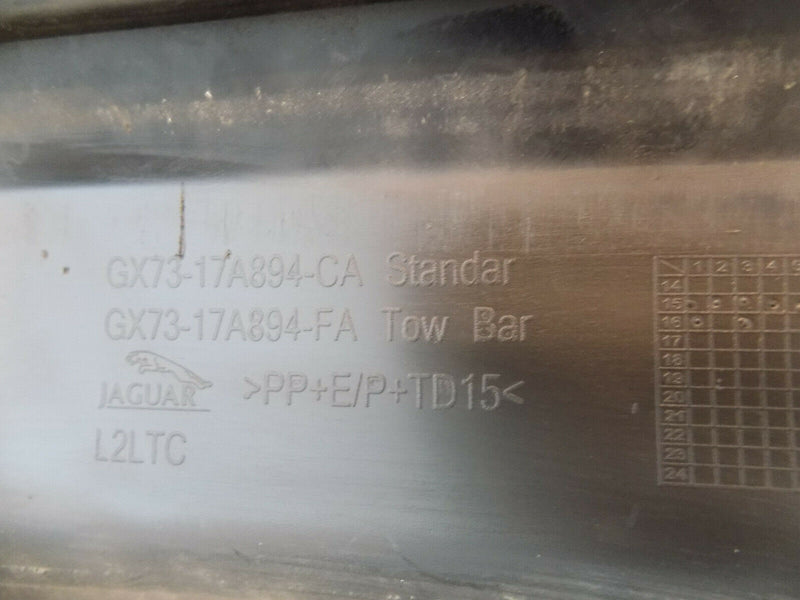 GX73-17A894-CA Standar
GX73-17A894-FA Tow Bar
JAGUAR >PP+E/P+TD15<
L2LTC
1 2 3 4 5
14
15
16
17
18
19
20
21
22
23
24